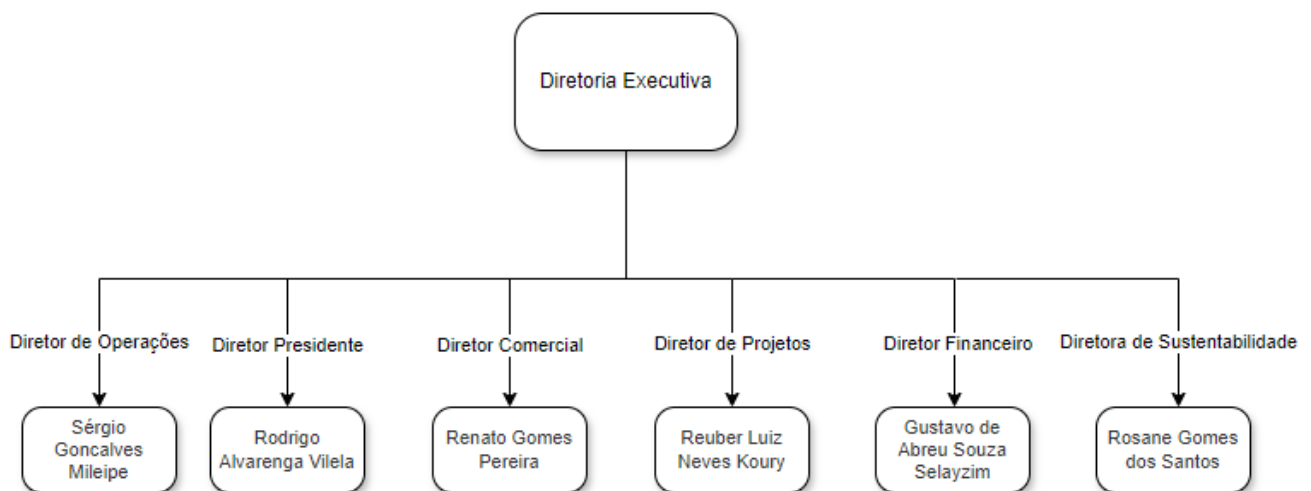 Diretoria Executiva
Diretor de Operações
Diretor Presidente
Diretor Comercial
Diretor de Projetos
Diretor Financeiro
Diretora de Sustentabilidade
Sérgio
Goncalves
Mileipe
Rodrigo
Alvarenga Vilela
Renato Gomes
Pereira
Reuber Luiz
Neves Koury
Gustavo de
Abreu Souza
Selayzim
Rosane Gomes
dos Santos